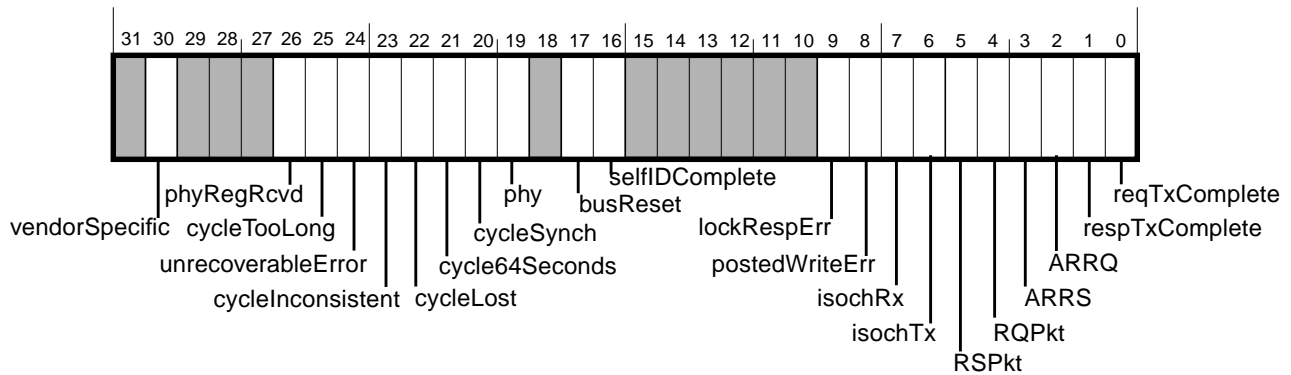 31 30 29 28 27 26 25 24 23 22 21 20 19 18 17 16 15 14 13 12 11 10 9 8 7 6 5 4 3 2 1 0
selfIDComplete
phyRegRcvd phy reqTxComplete
busReset
vendorSpecific cycleTooLong lockRespErr respTxComplete
cycleSynch
unrecoverableError cycle64Seconds postedWriteErr ARRQ
cycleInconsistent cycleLost isochRx ARRS
isochTx RQPkt
RSPkt